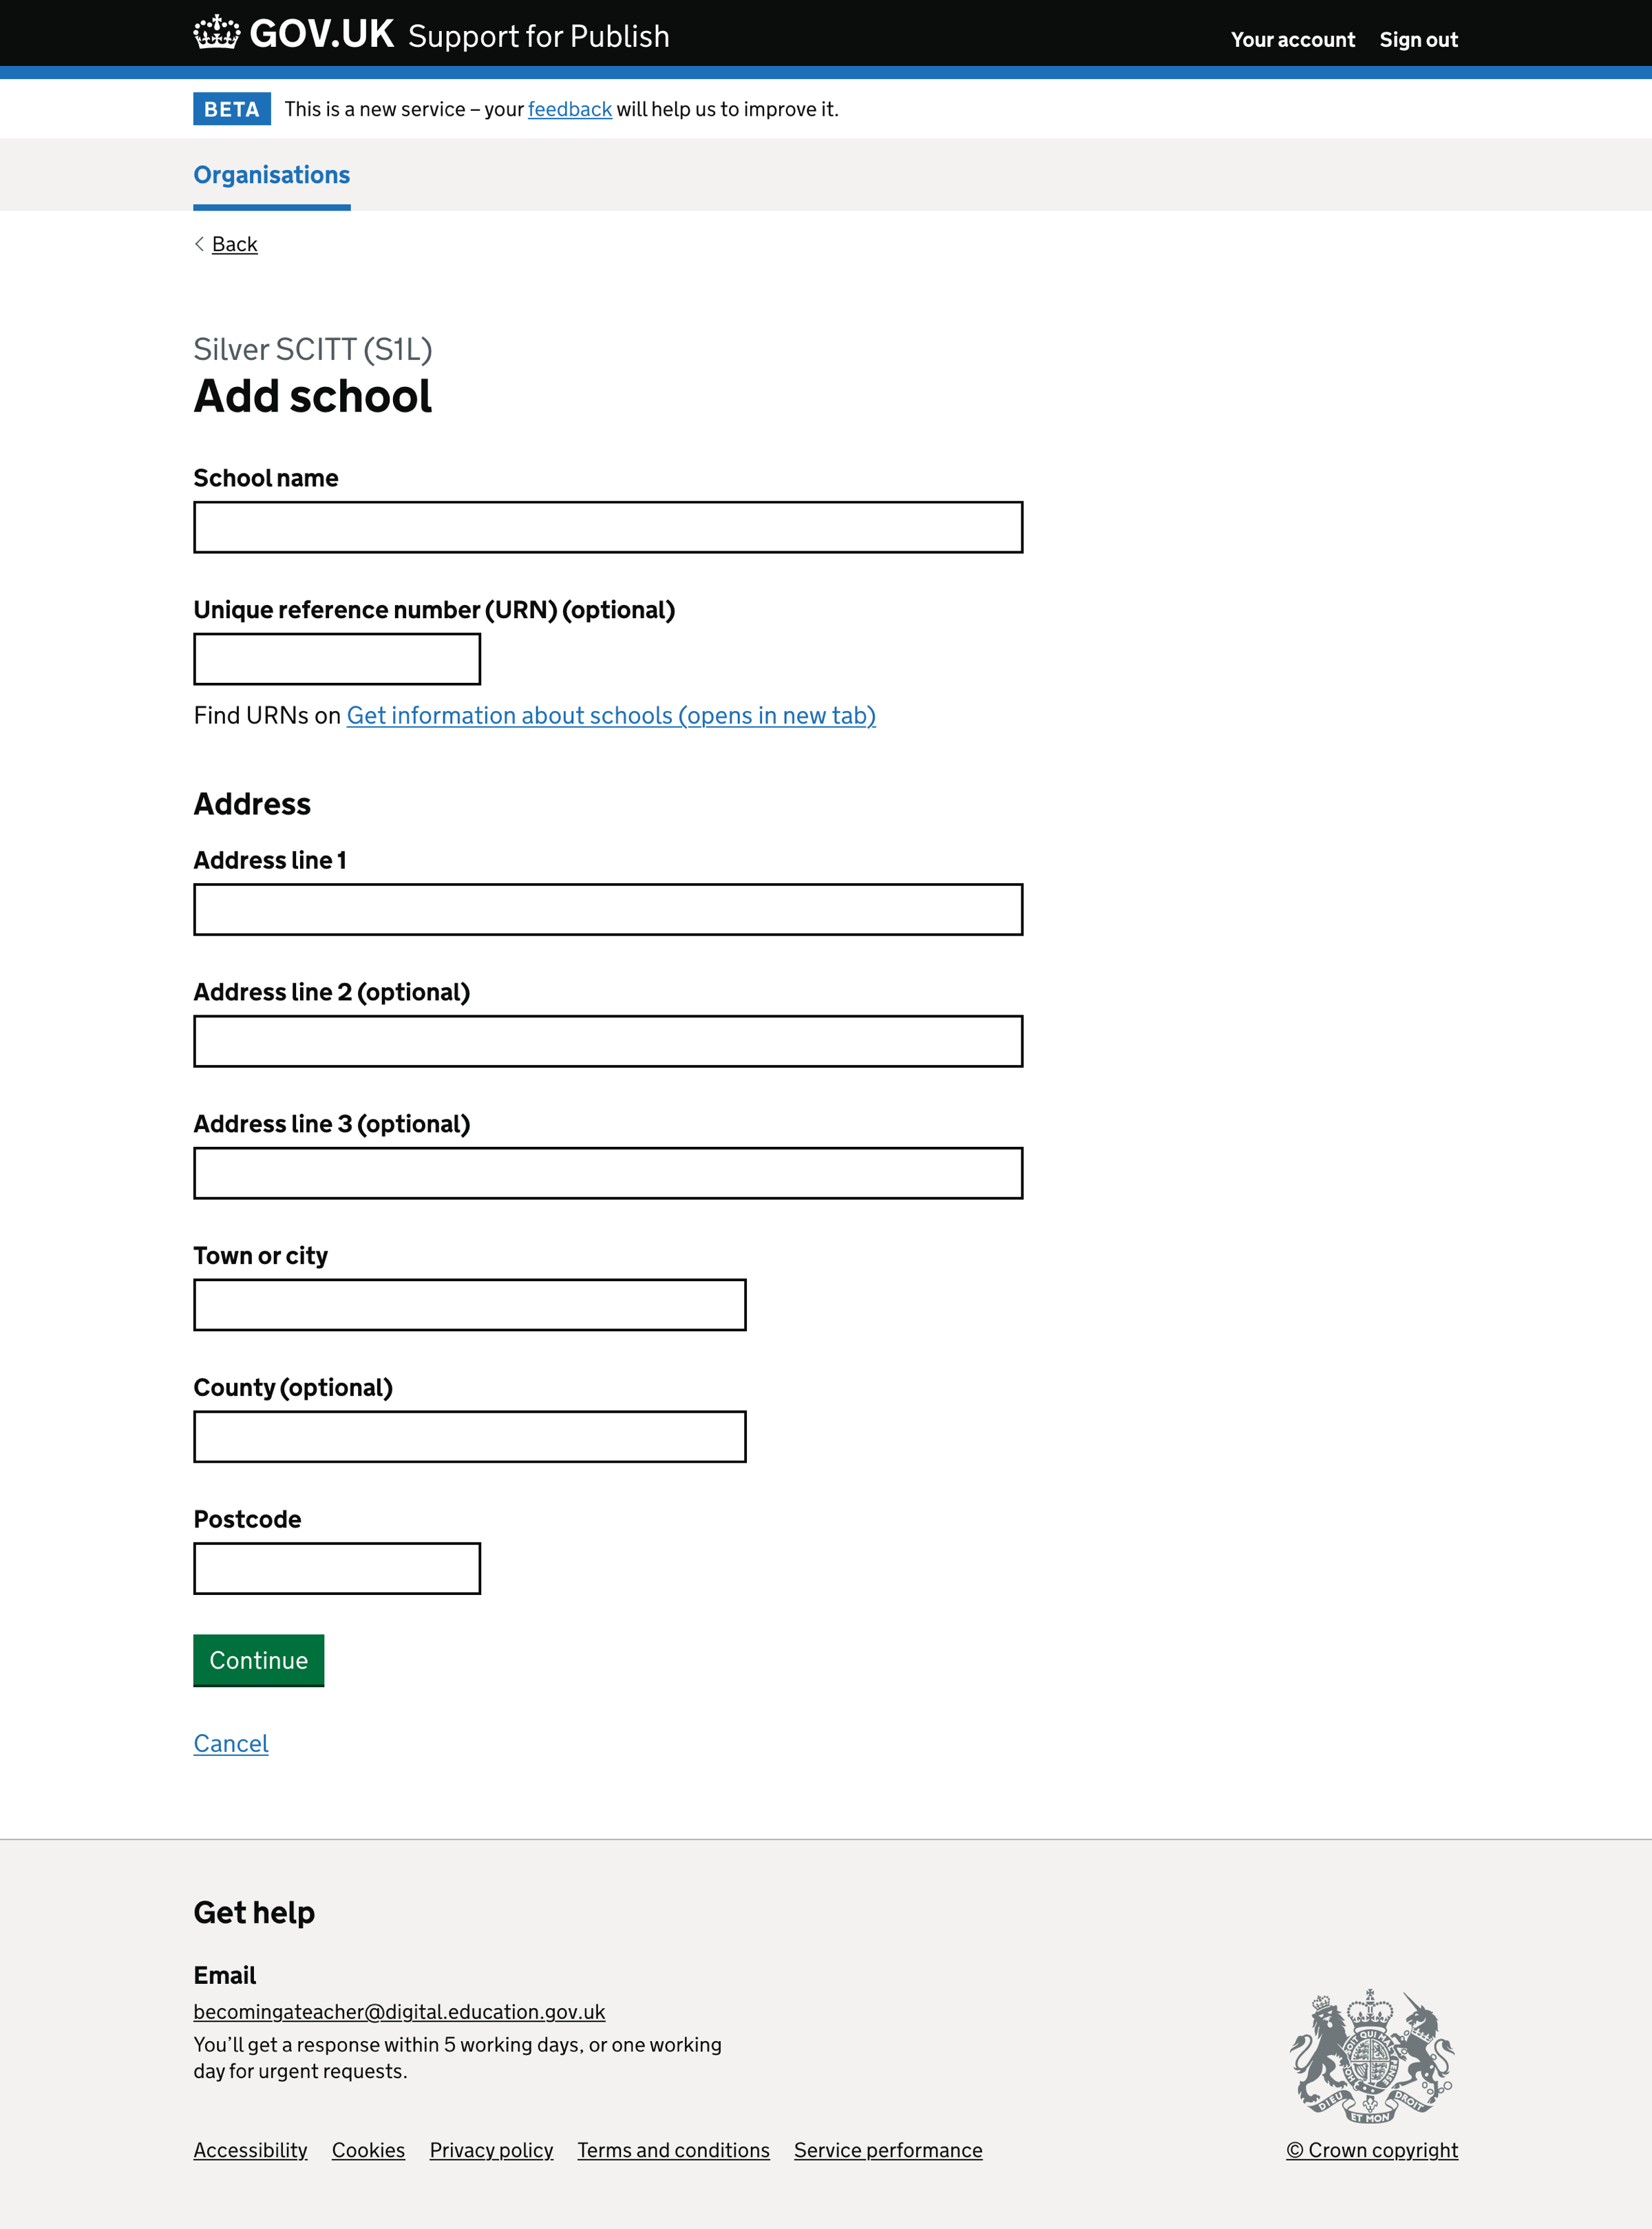 GOV.UK Support for Publish
Your account Sign out
BETA This is a new service – your feedback will help us to improve it.
Organisations
Back
Silver SCITT (S1L)
Add school
School name
Unique reference number (URN) (optional)
Find URNs on Get information about schools (opens in new tab)
Address
Address line 1
Address line 2 (optional)
Address line 3 (optional)
Town or city
County (optional)
Postcode
Continue
Cancel
Get help
Email
becomingateacher@digital.education.gov.uk
You’ll get a response within 5 working days, or one working
day for urgent requests.
DIEU ET MON DROIT
Accessibility Cookies Privacy policy Terms and conditions Service performance
© Crown copyright